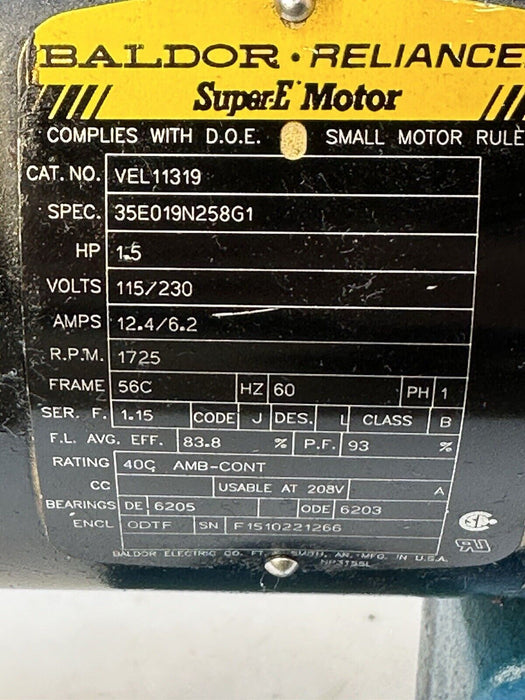 BALDOR · RELIANCE
Super-E Motor
COMPLIES WITH D.O.E. SMALL MOTOR RULE
CAT. NO. VEL11319
SPEC. 35E019N258G1
HP 1.5
VOLTS 115/230
AMPS 12.4/6.2
R.P.M. 1725
FRAME 56C HZ 60 PH 1
SER. F. 1.15 CODE J DES. L CLASS B
F.L. AVG. EFF. 83.8 % P.F. 93 %
RATING 40C AMB-CONT
CC USABLE AT 208V A
BEARINGS DE 6205 ODE 6203
ENCL ODTF SN F1510221266
BALDOR ELECTRIC CO. FT. SMITH, AR. MFG. IN U.S.A.